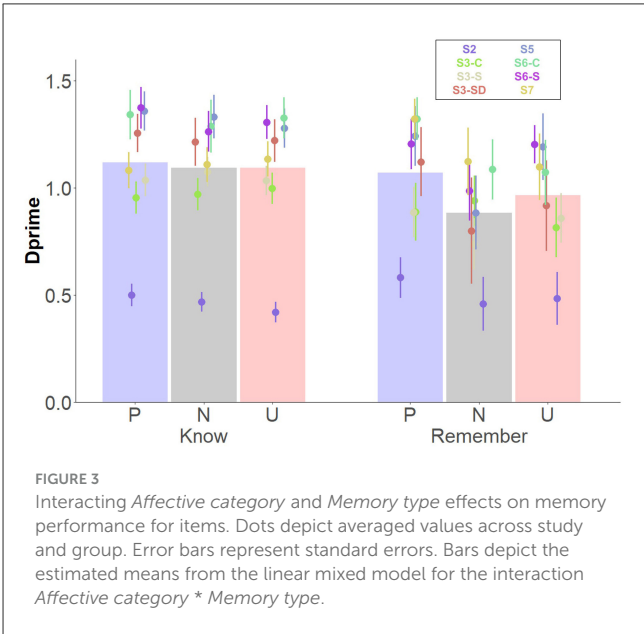 S2 S5
S3-C S6-C
S3-S S6-S
S3-SD S7
1.5
1.0
0.5
0.0
Dprime
P N U P N U
Know Remember
FIGURE 3
Interacting Affective category and Memory type effects on memory
performance for items. Dots depict averaged values across study
and group. Error bars represent standard errors. Bars depict the
estimated means from the linear mixed model for the interaction
Affective category * Memory type.